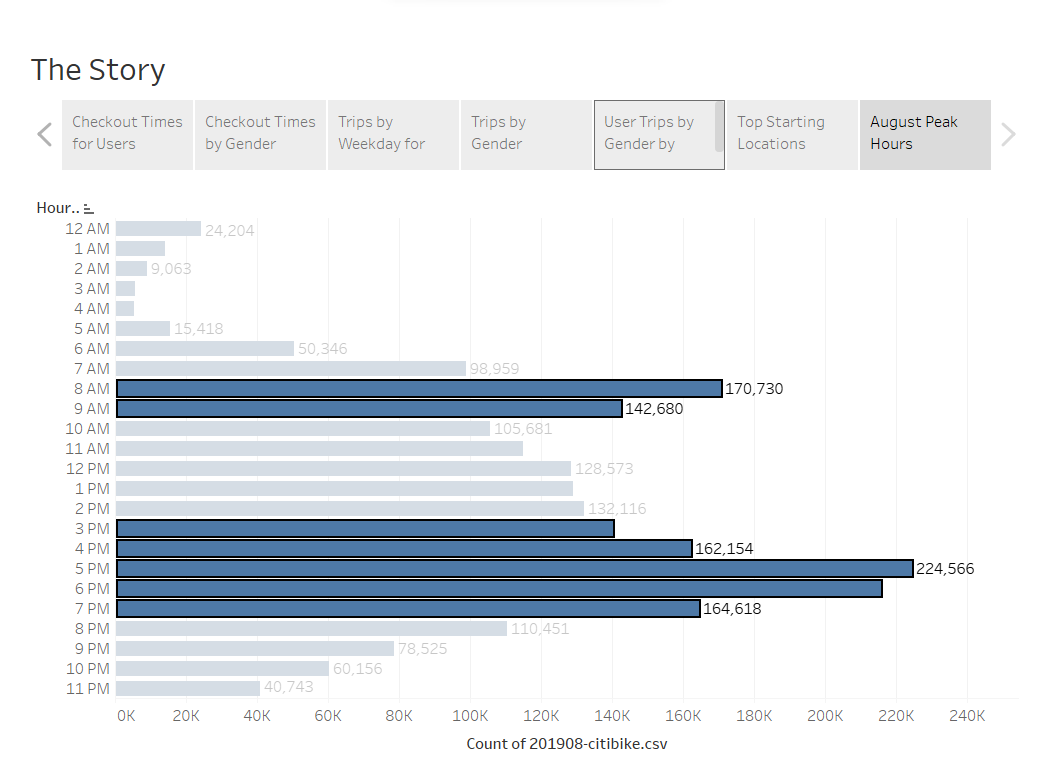 The Story
Checkout Times for Users
Checkout Times by Gender
Trips by Weekday for
Trips by Gender
User Trips by Gender by
Top Starting Locations
August Peak Hours
Hour..
12 AM 24,204
1 AM
2 AM 9,063
3 AM
4 AM
5 AM 15,418
6 AM 50,346
7 AM 98,959
8 AM 170,730
9 AM 142,680
10 AM 105,681
11 AM
12 PM 128,573
1 PM
2 PM 132,116
3 PM
4 PM 162,154
5 PM 224,566
6 PM
7 PM 164,618
8 PM 110,451
9 PM 78,525
10 PM 60,156
11 PM 40,743
0K 20K 40K 60K 80K 100K 120K 140K 160K 180K 200K 220K 240K
Count of 201908-citibike.csv